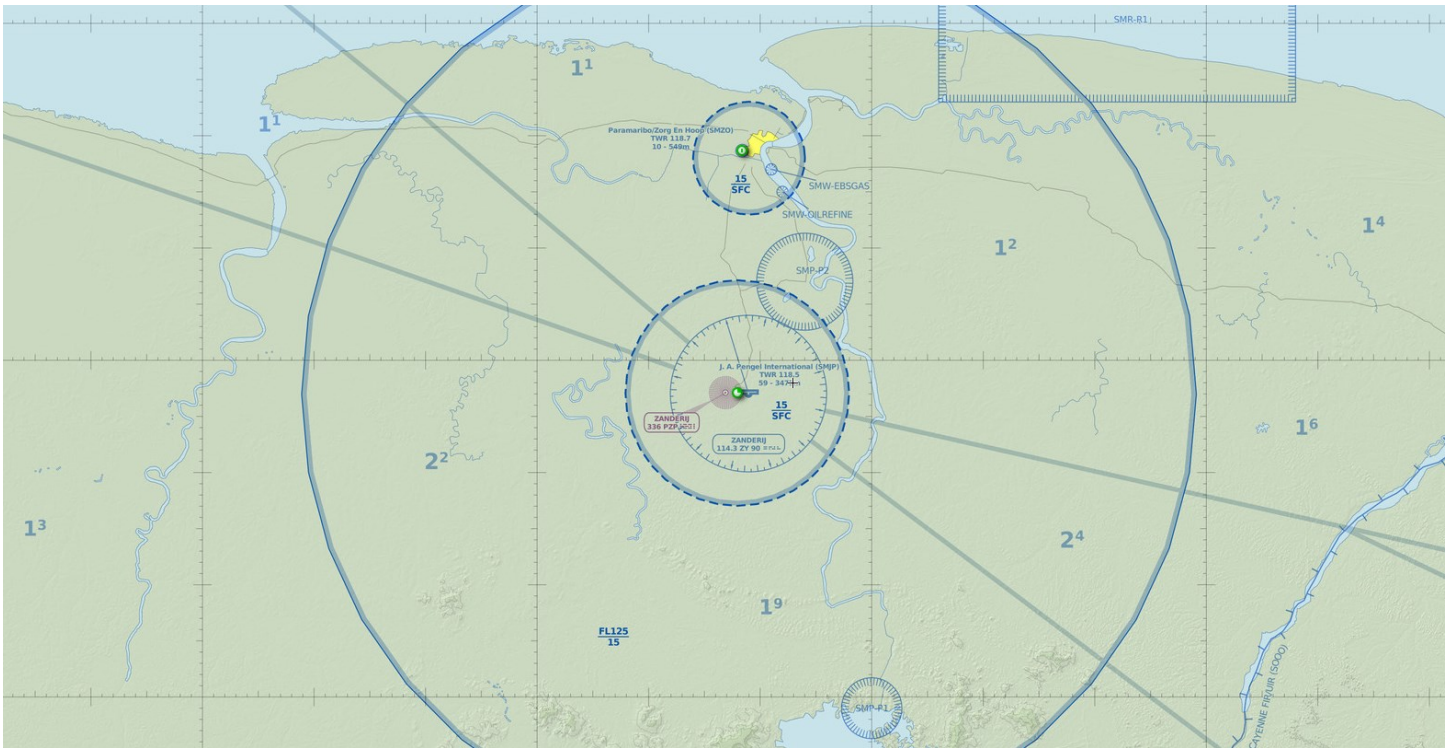 SMR-R1
1¹
1¹
Paramaribo/Zorg En Hoop (SMZO)
TWR 118.7
10 - 549m
15
SFC
SMW-EBSGAS
SMW-OILREFINE
1⁴
1²
SMP-P2
J. A. Pengel International (SMJP)
TWR 118.5
59 -
15
SFC
ZANDERIJ
336 PZP
ZANDERIJ
114.3 ZY 90
1⁶
2²
1³
2⁴
1⁹
FL125
15
SMP-P1
CAYENNE FIR/UIR (SOOO)